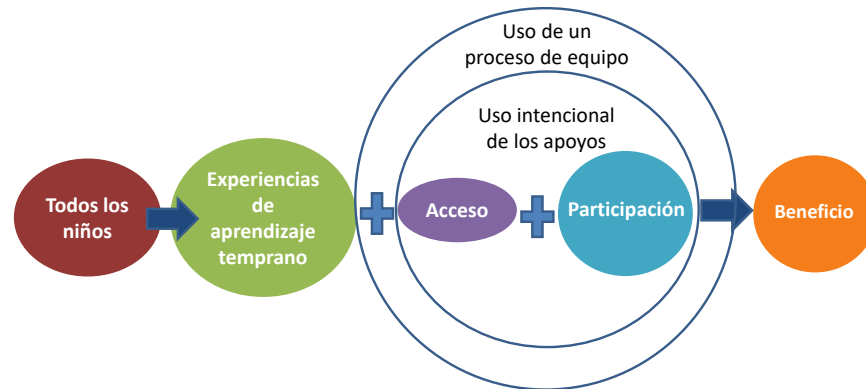 Uso de un
proceso de equipo
Uso intencional
de los apoyos
Todos los
niños
Experiencias
de
aprendizaje
temprano
Acceso
Participación
Beneficio